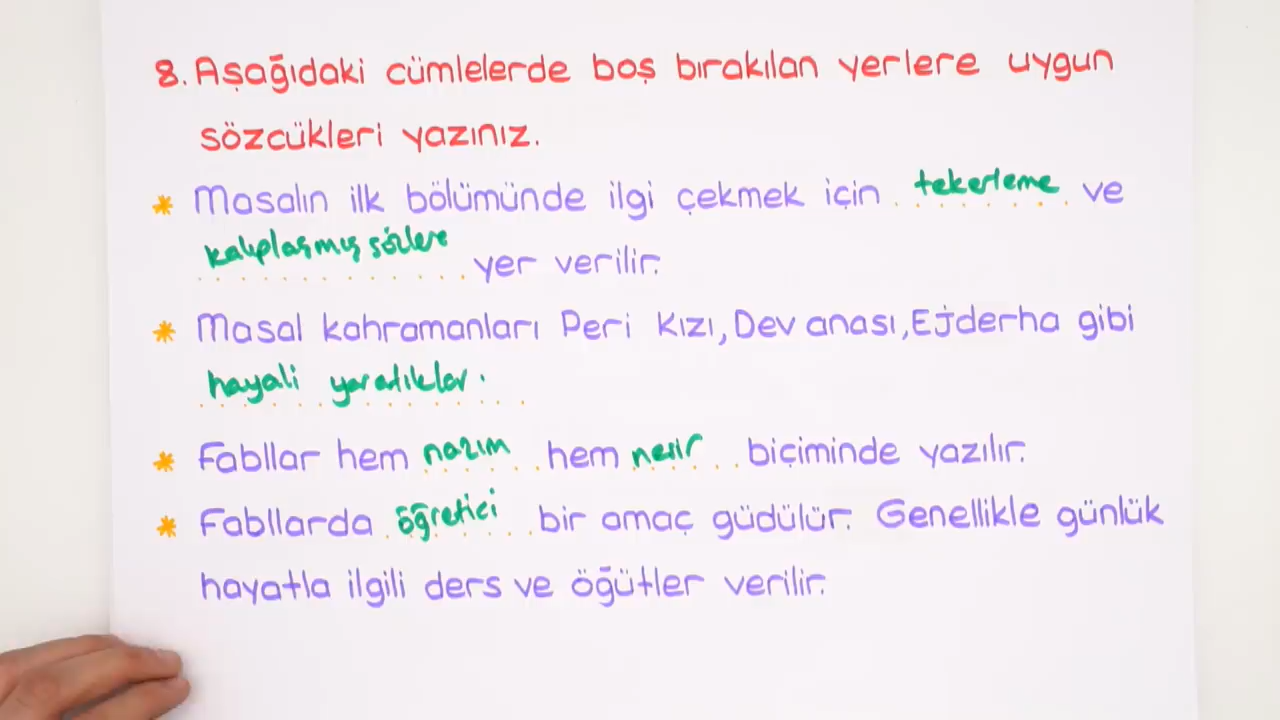 8. Aşağıdaki cümlelerde boş bırakılan yerlere uygun
sözcükleri yazınız.
* Masalın ilk bölümünde ilgi çekmek için tekerleme ve
kalıplaşmış sözlere yer verilir.
* Masal kahramanları Peri Kızı, Dev anası, Ejderha gibi
hayali yaratıklar.
* Fabllar hem nazım hem nesir biçiminde yazılır.
* Fabllarda öğretici bir amaç güdülür. Genellikle günlük
hayatla ilgili ders ve öğütler verilir.